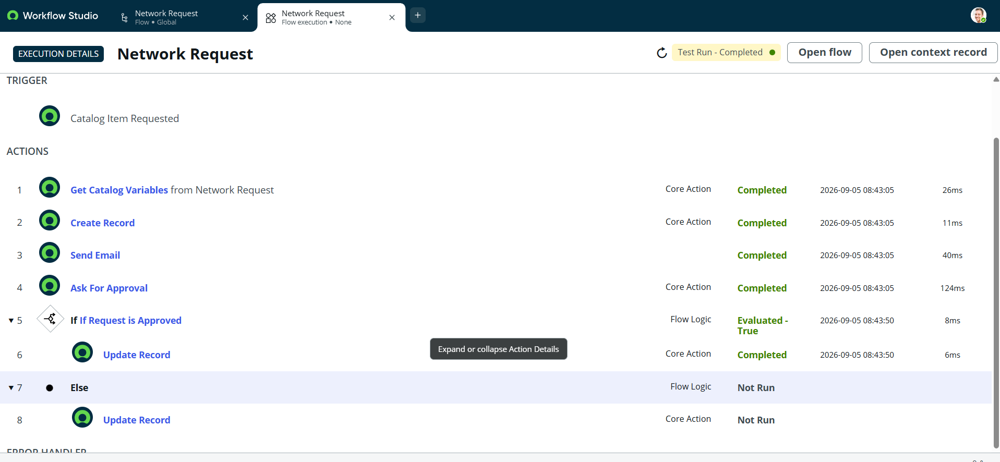 Workflow Studio
Network Request
Flow • Global
Network Request
Flow execution • None
EXECUTION DETAILS
Network Request
Test Run - Completed
Open flow
Open context record
TRIGGER
Catalog Item Requested
ACTIONS
1 Get Catalog Variables from Network Request Core Action Completed 2026-09-05 08:43:05 26ms
2 Create Record Core Action Completed 2026-09-05 08:43:05 11ms
3 Send Email Completed 2026-09-05 08:43:05 40ms
4 Ask For Approval Core Action Completed 2026-09-05 08:43:05 124ms
5 If If Request is Approved Flow Logic Evaluated - True 2026-09-05 08:43:50 8ms
Expand or collapse Action Details
6 Update Record Core Action Completed 2026-09-05 08:43:50 6ms
7 Else Flow Logic Not Run
8 Update Record Core Action Not Run
ERROR HANDLER